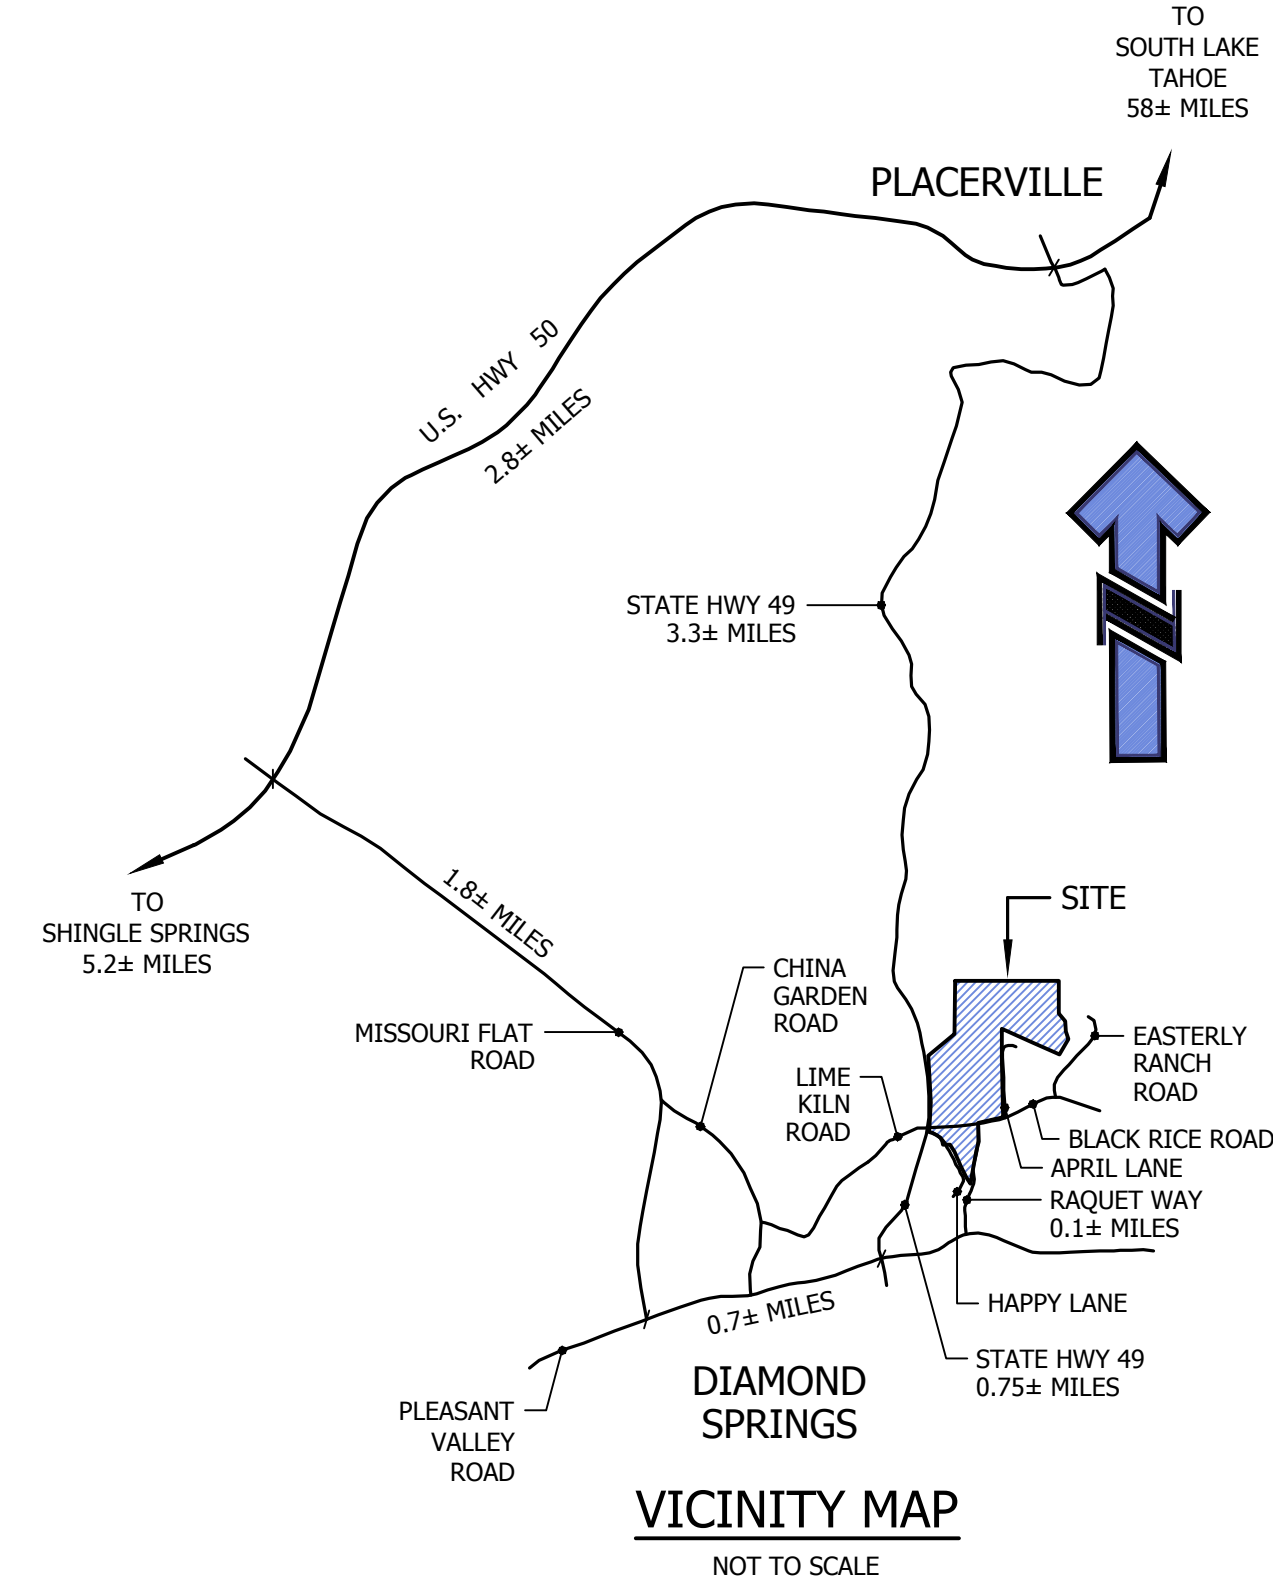 TO
SOUTH LAKE
TAHOE
58± MILES
PLACERVILLE
U.S. HWY 50
2.8± MILES
STATE HWY 49
3.3± MILES
TO
SHINGLE SPRINGS
5.2± MILES
1.8± MILES
SITE
MISSOURI FLAT
ROAD
CHINA
GARDEN
ROAD
LIME
KILN
ROAD
EASTERLY
RANCH
ROAD
BLACK RICE ROAD
APRIL LANE
RAQUET WAY
0.1± MILES
HAPPY LANE
0.7± MILES
STATE HWY 49
0.75± MILES
DIAMOND
SPRINGS
PLEASANT
VALLEY
ROAD
VICINITY MAP
NOT TO SCALE